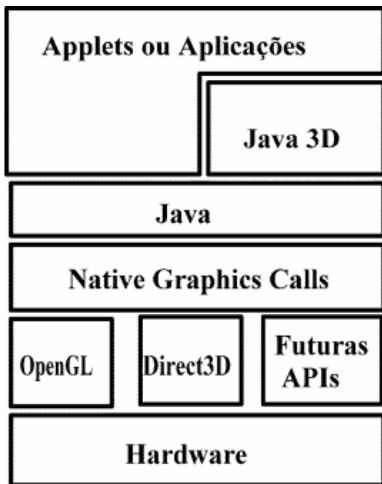 Applets ou Aplicações
Java 3D
Java
Native Graphics Calls
OpenGL
Direct3D
Futuras
APIs
Hardware